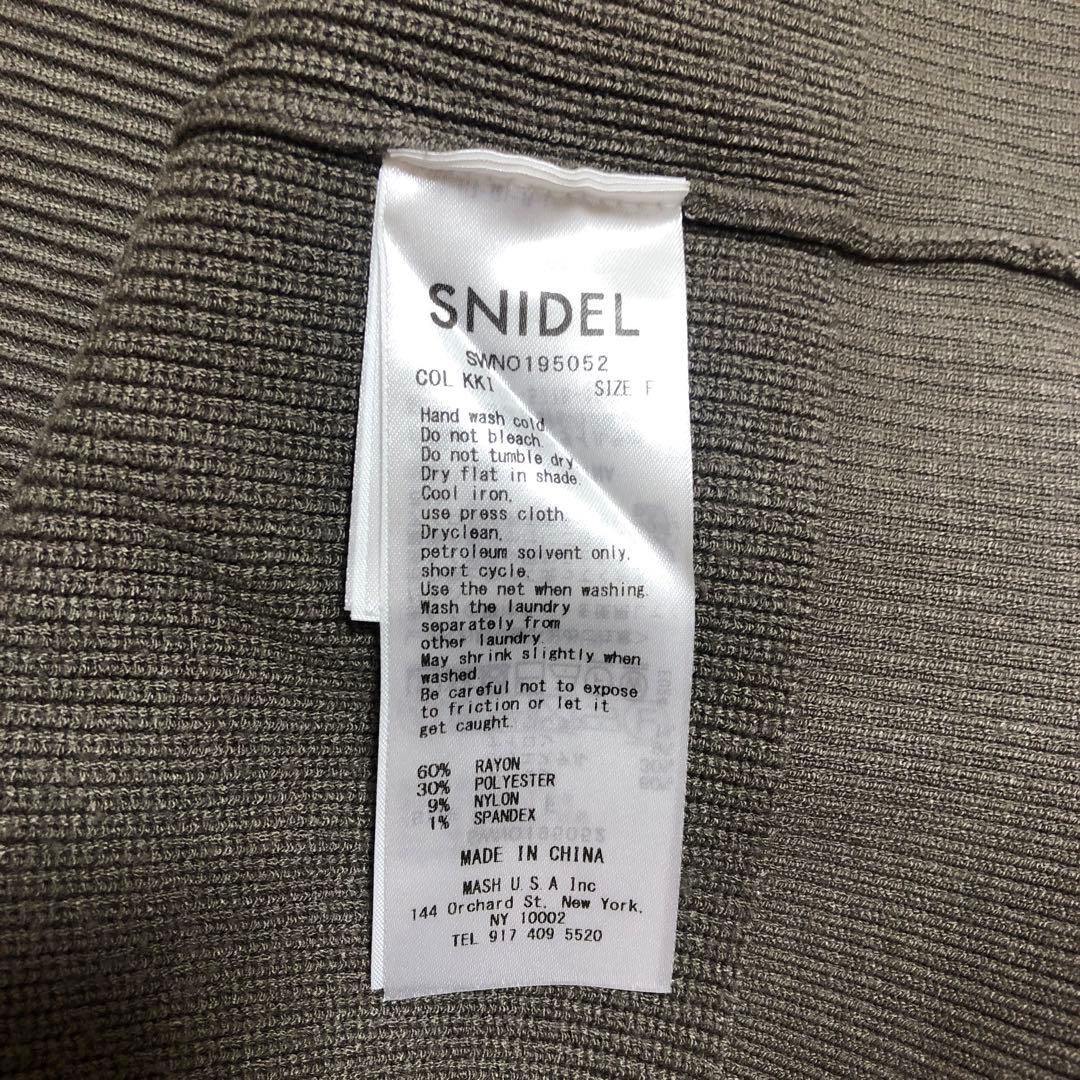 SNIDEL
SWNO195052
COL KK1 SIZE F
Hand wash cold.
Do not bleach.
Do not tumble dry
Dry flat in shade.
Cool iron,
use press cloth.
Dryclean,
petroleum solvent only,
short cycle.
Use the net when washing.
Wash the laundry
separately from
other laundry.
May shrink slightly when
washed.
Be careful not to expose
to friction or let it
get caught.
60% RAYON
30% POLYESTER
9% NYLON
1% SPANDEX
MADE IN CHINA
MASH U.S.A Inc
144 Orchard St. New York,
NY 10002
TEL 917 409 5520